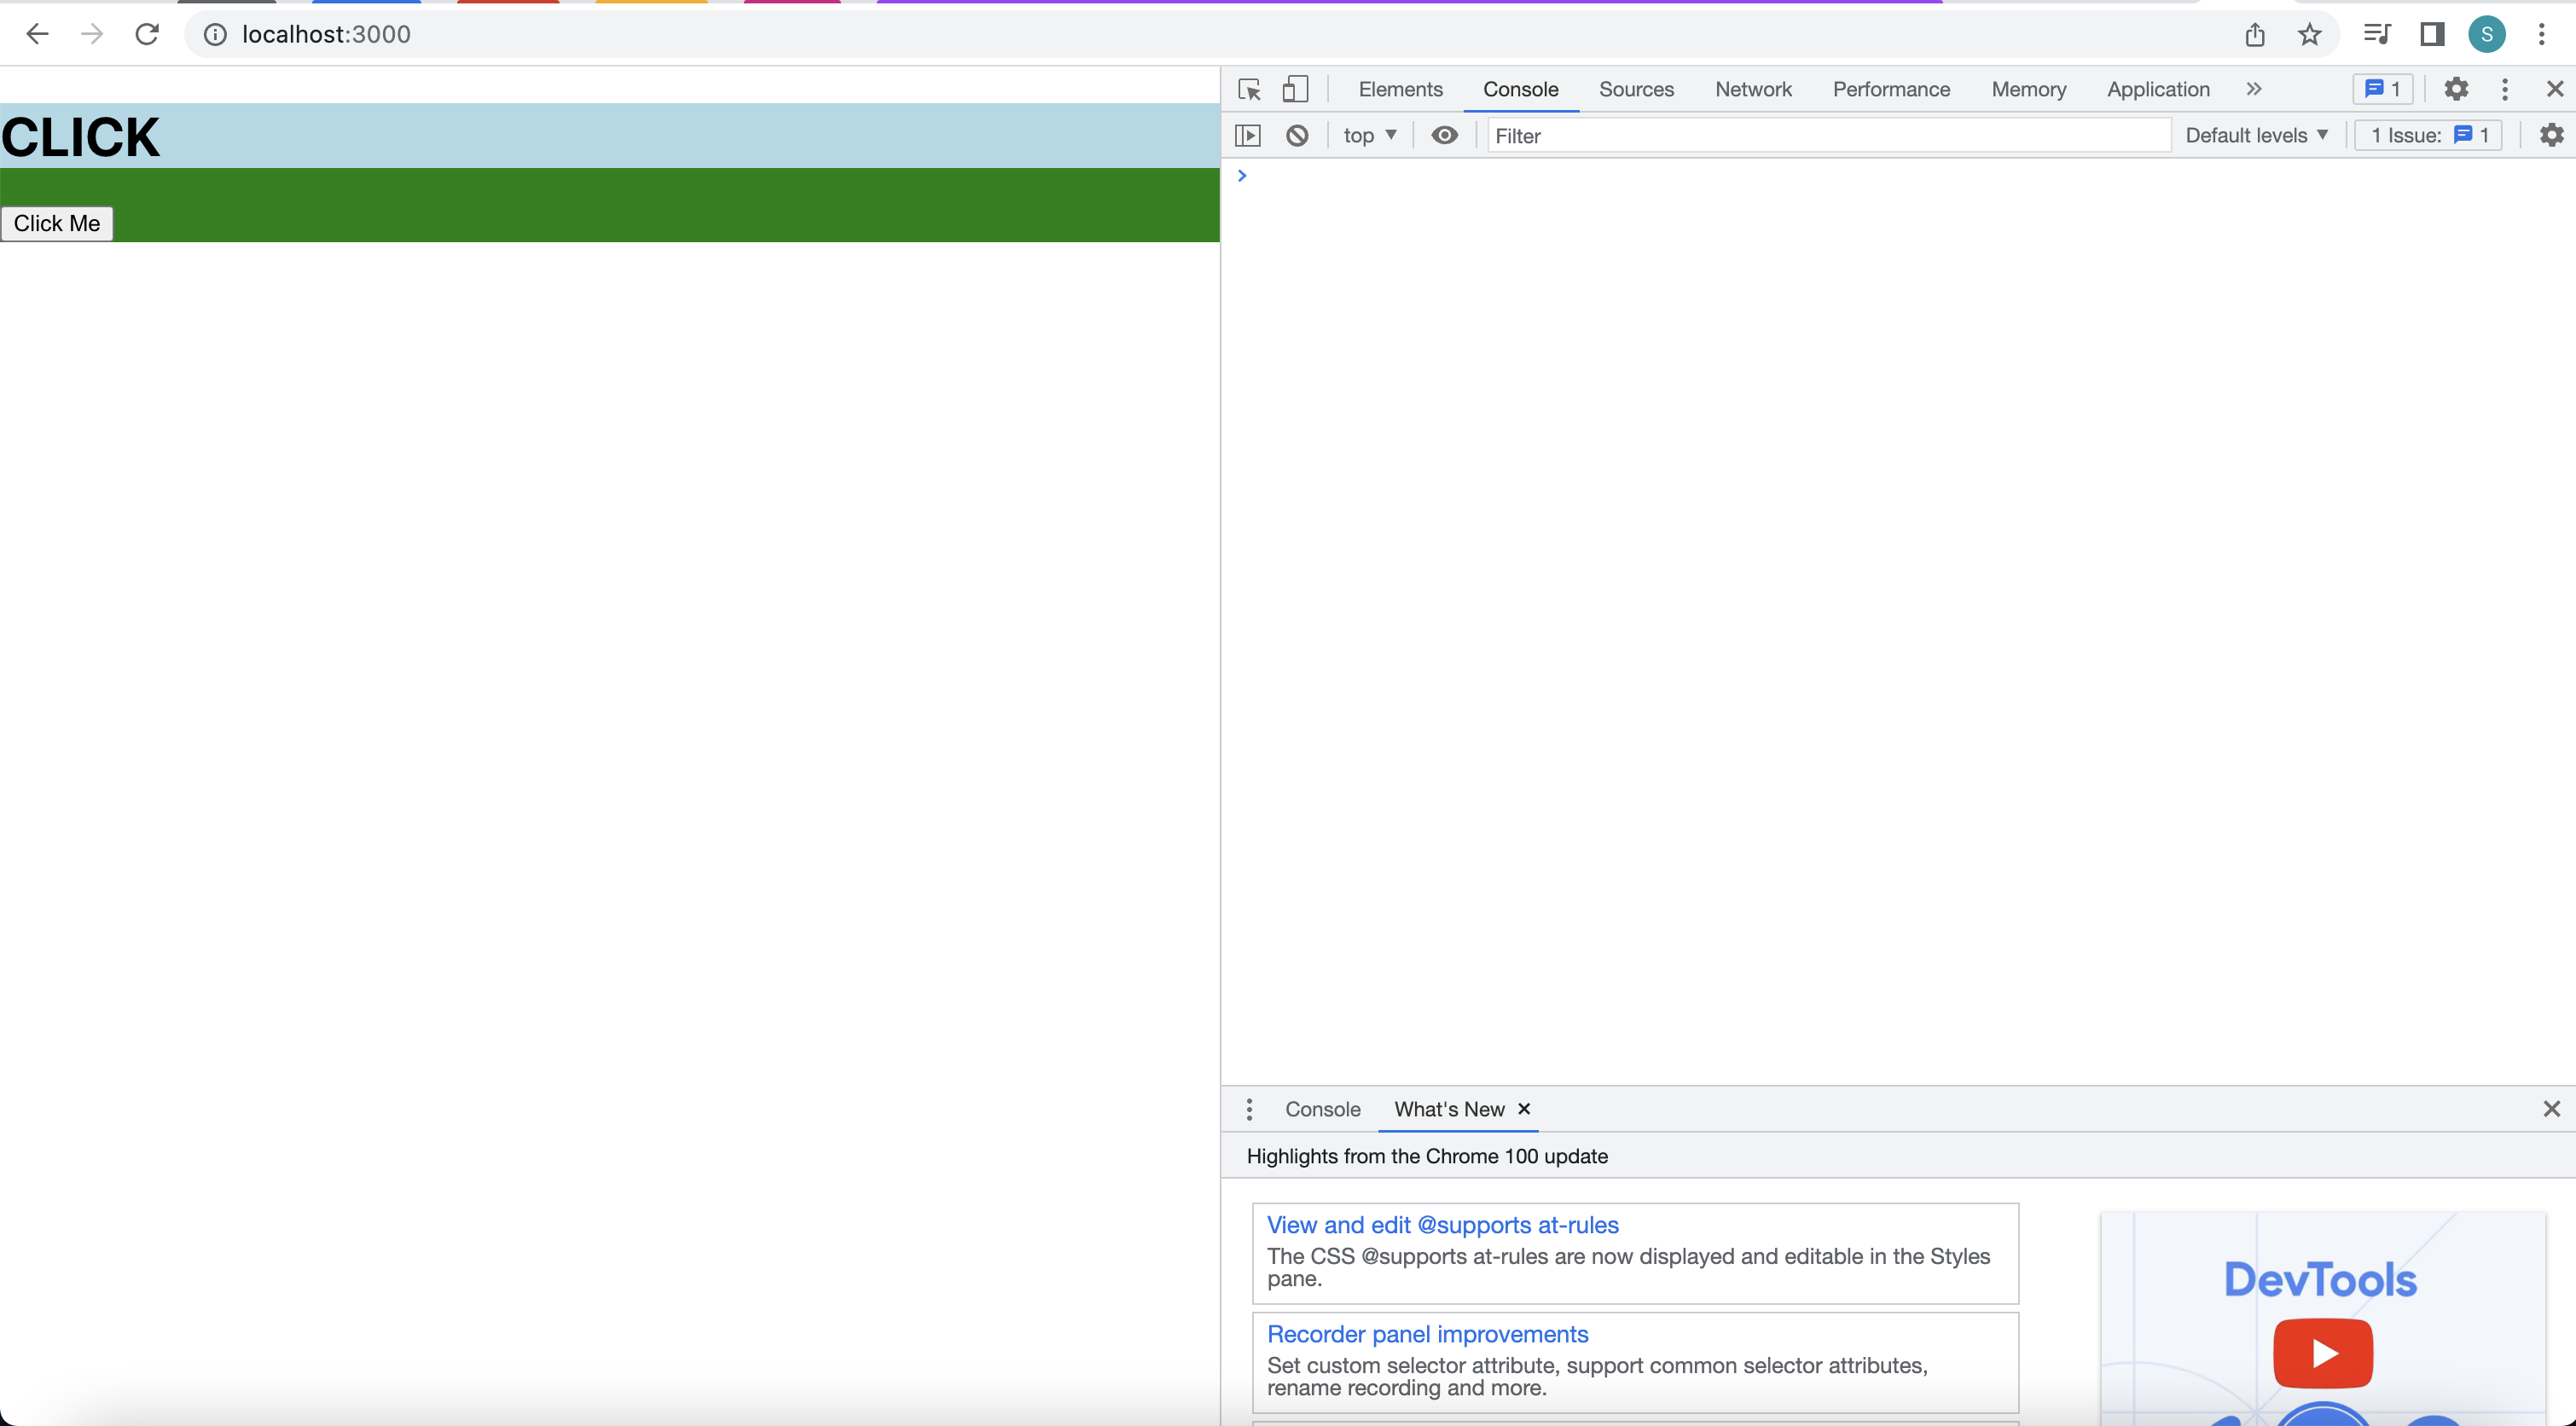 localhost:3000
S
CLICK
Click Me
Elements Console Sources Network Performance Memory Application » 1
top Filter Default levels 1 Issue: 1
Console What's New
Highlights from the Chrome 100 update
View and edit @supports at-rules
The CSS @supports at-rules are now displayed and editable in the Styles
pane.
Recorder panel improvements
Set custom selector attribute, support common selector attributes,
rename recording and more.
DevTools